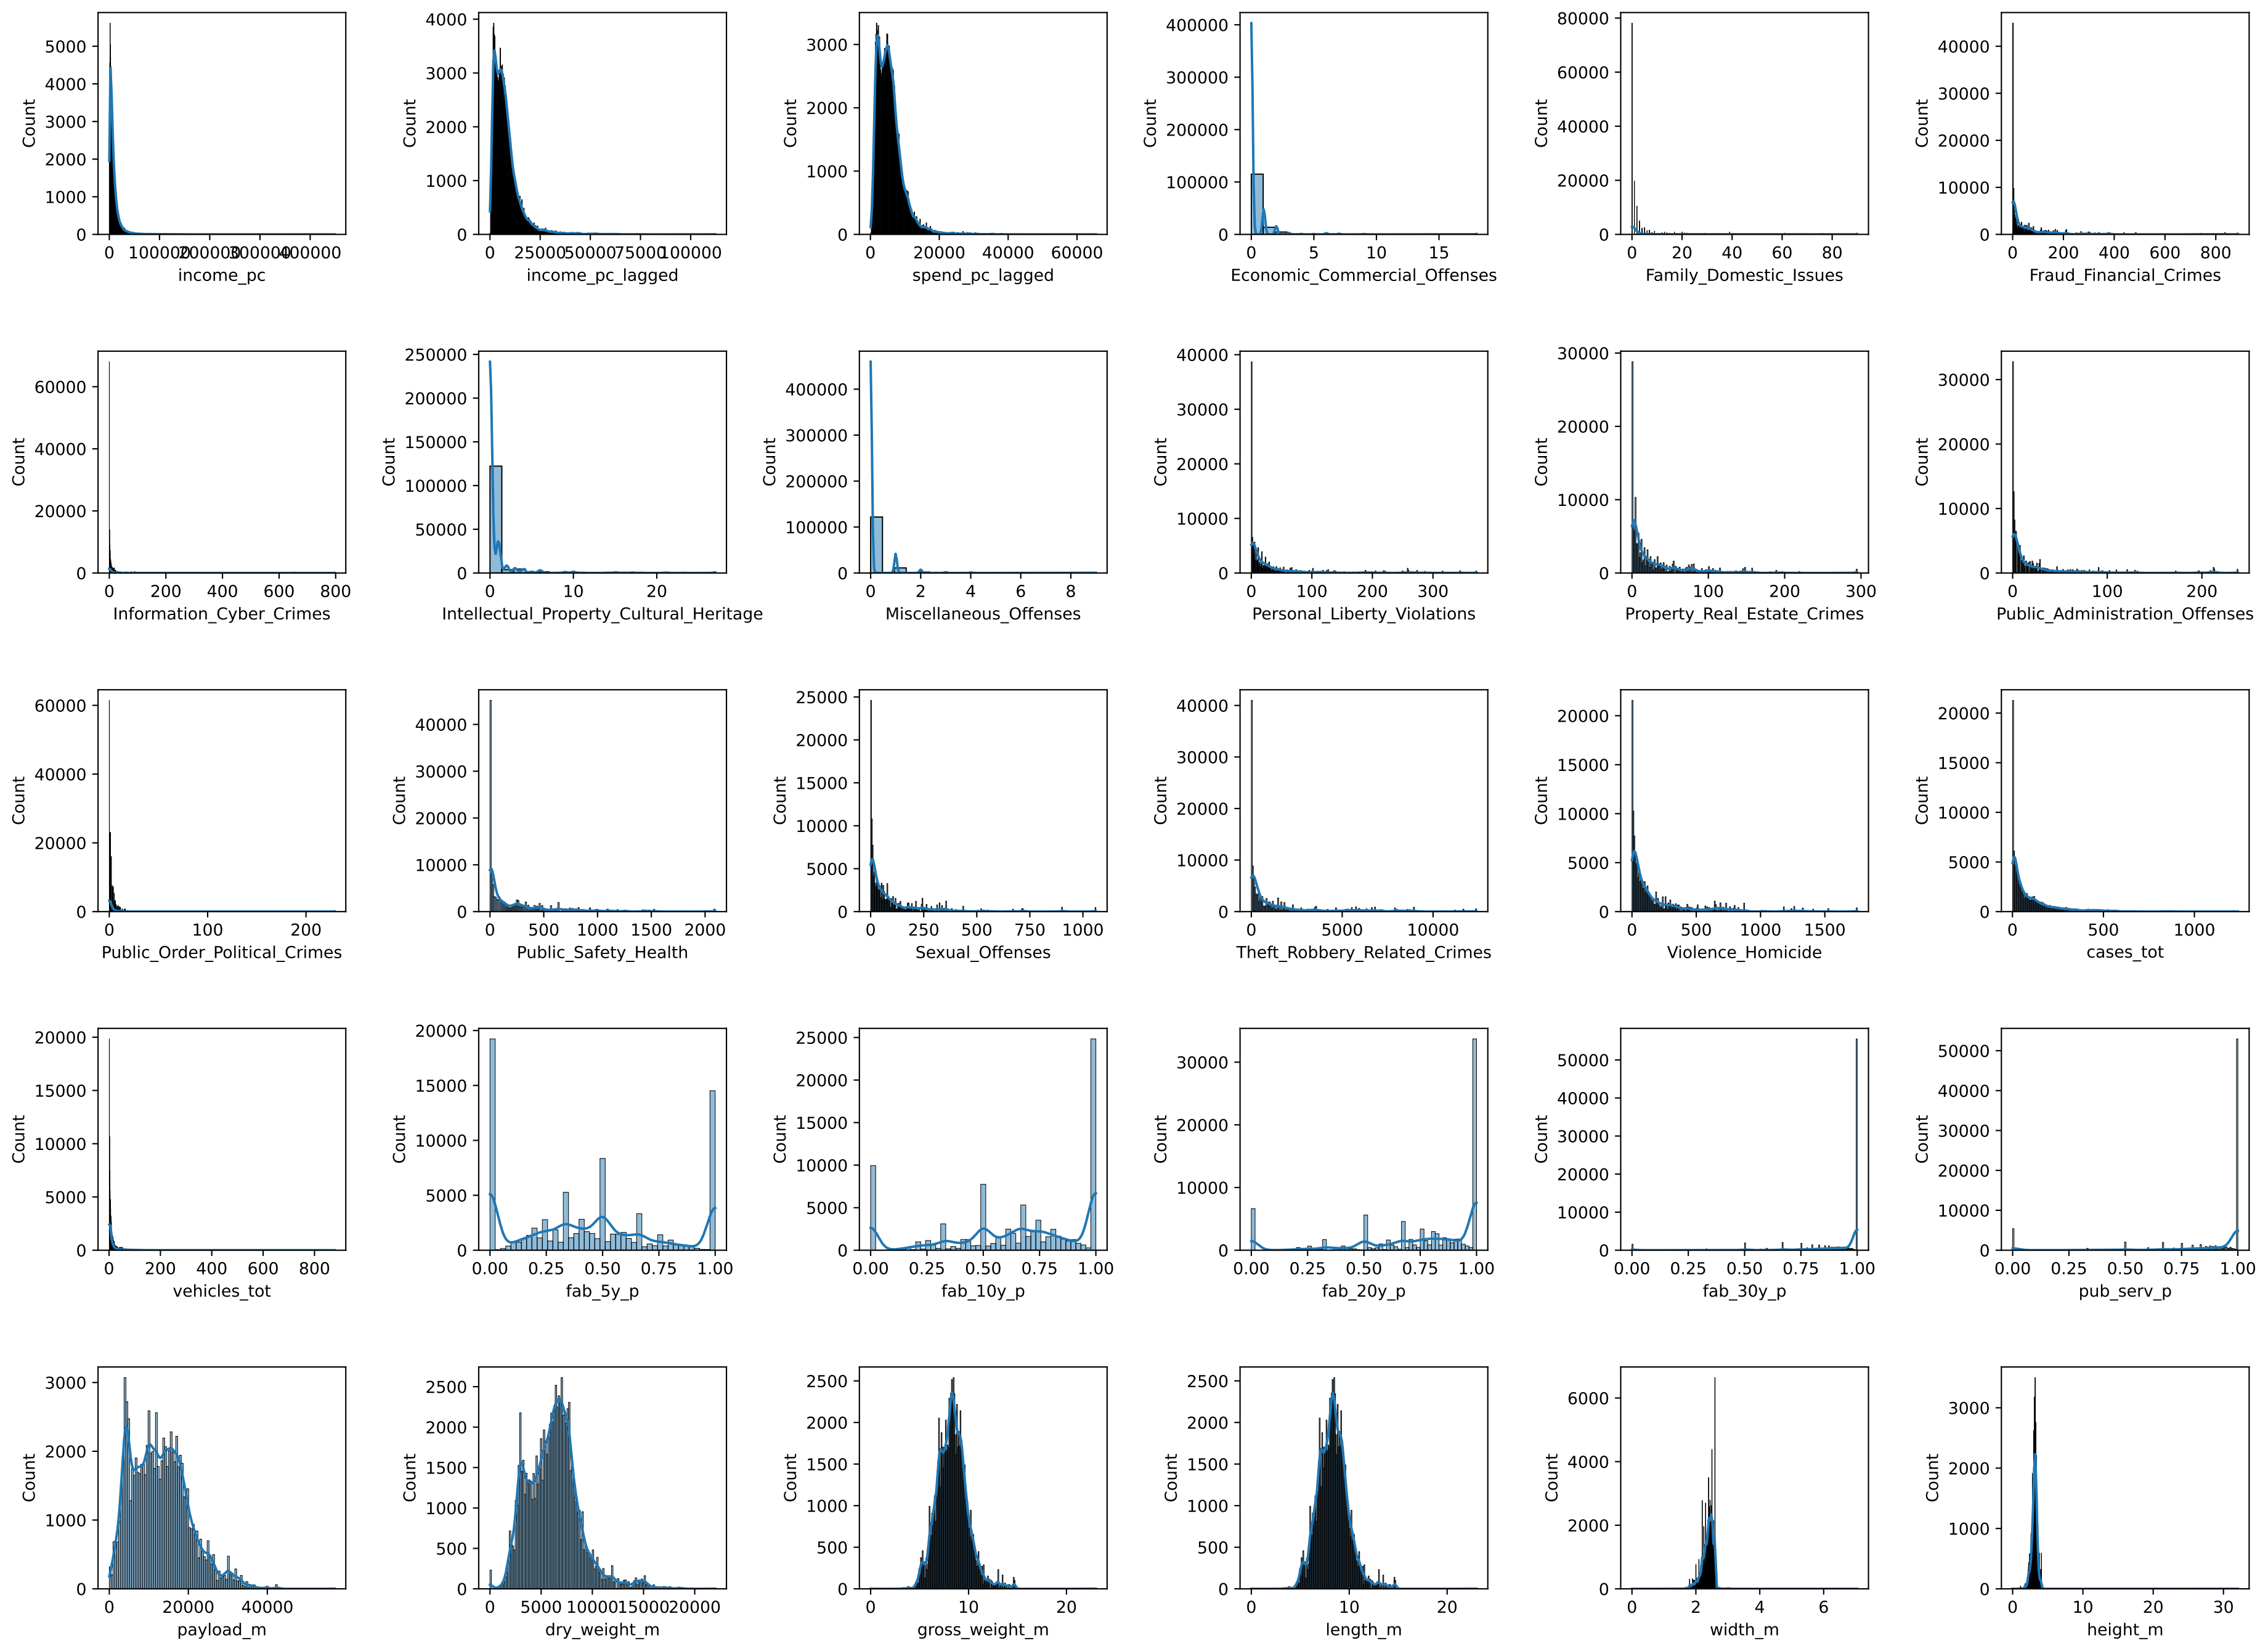 5000
4000
3000
2000
1000
0
Count
0 100000 200000 300000 400000
income_pc
4000
3000
2000
1000
0
Count
0 25000 50000 75000 100000
income_pc_lagged
3000
2000
1000
0
Count
0 20000 40000 60000
spend_pc_lagged
400000
300000
200000
100000
0
Count
0 5 10 15
Economic_Commercial_Offenses
80000
60000
40000
20000
0
Count
0 20 40 60 80
Family_Domestic_Issues
40000
30000
20000
10000
0
Count
0 200 400 600 800
Fraud_Financial_Crimes
60000
40000
20000
0
Count
0 200 400 600 800
Information_Cyber_Crimes
250000
200000
150000
100000
50000
0
Count
0 10 20
Intellectual_Property_Cultural_Heritage
400000
300000
200000
100000
0
Count
0 2 4 6 8
Miscellaneous_Offenses
40000
30000
20000
10000
0
Count
0 100 200 300
Personal_Liberty_Violations
30000
20000
10000
0
Count
0 100 200 300
Property_Real_Estate_Crimes
30000
20000
10000
0
Count
0 100 200
Public_Administration_Offenses
60000
40000
20000
0
Count
0 100 200
Public_Order_Political_Crimes
40000
30000
20000
10000
0
Count
0 500 1000 1500 2000
Public_Safety_Health
25000
20000
15000
10000
5000
0
Count
0 250 500 750 1000
Sexual_Offenses
40000
30000
20000
10000
0
Count
0 5000 10000
Theft_Robbery_Related_Crimes
20000
15000
10000
5000
0
Count
0 500 1000 1500
Violence_Homicide
20000
15000
10000
5000
0
Count
0 500 1000
cases_tot
20000
15000
10000
5000
0
Count
0 200 400 600 800
vehicles_tot
20000
15000
10000
5000
0
Count
0.00 0.25 0.50 0.75 1.00
fab_5y_p
25000
20000
15000
10000
5000
0
Count
0.00 0.25 0.50 0.75 1.00
fab_10y_p
30000
20000
10000
0
Count
0.00 0.25 0.50 0.75 1.00
fab_20y_p
50000
40000
30000
20000
10000
0
Count
0.00 0.25 0.50 0.75 1.00
fab_30y_p
50000
40000
30000
20000
10000
0
Count
0.00 0.25 0.50 0.75 1.00
pub_serv_p
3000
2000
1000
0
Count
0 20000 40000
payload_m
2500
2000
1500
1000
500
0
Count
0 5000 10000 15000 20000
dry_weight_m
2500
2000
1500
1000
500
0
Count
0 10 20
gross_weight_m
2500
2000
1500
1000
500
0
Count
0 10 20
length_m
6000
4000
2000
0
Count
0 2 4 6
width_m
3000
2000
1000
0
Count
0 10 20 30
height_m